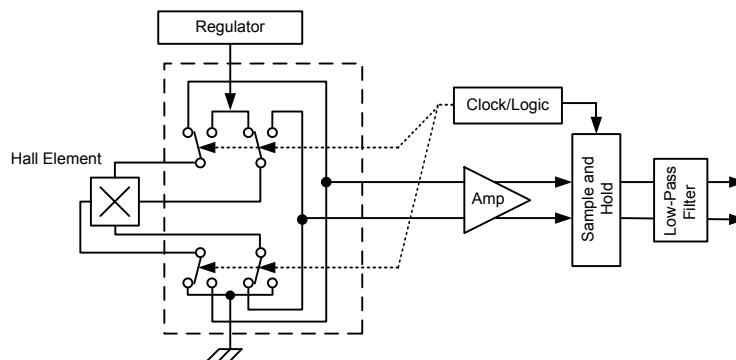 Regulator
Clock/Logic
Hall Element
Amp
Sample and
Hold
Low-Pass
Filter